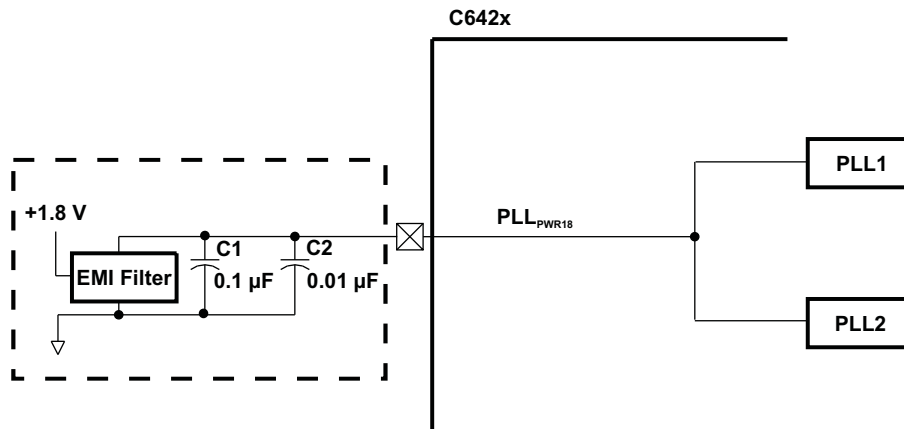 C642x
PLL1
+1.8 V
PLLPWR18
C1
C2
EMI Filter
0.1 µF
0.01 µF
PLL2